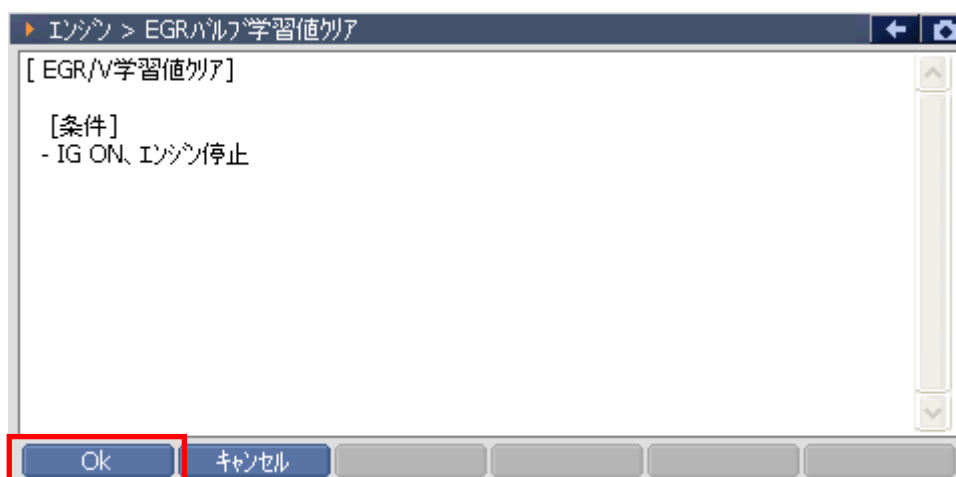 エンジン > EGRﾊﾞﾙﾌﾞ学習値ｸﾘｱ
[ EGR/V学習値ｸﾘｱ]
[条件]
- IG ON、エンジン停止
Ok
キャンセル